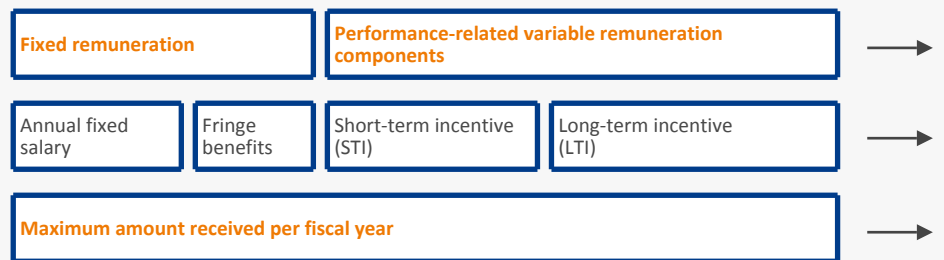 Fixed remuneration
Performance-related variable remuneration
components
Annual fixed
salary
Fringe
benefits
Short-term incentive
(STI)
Long-term incentive
(LTI)
Maximum amount received per fiscal year